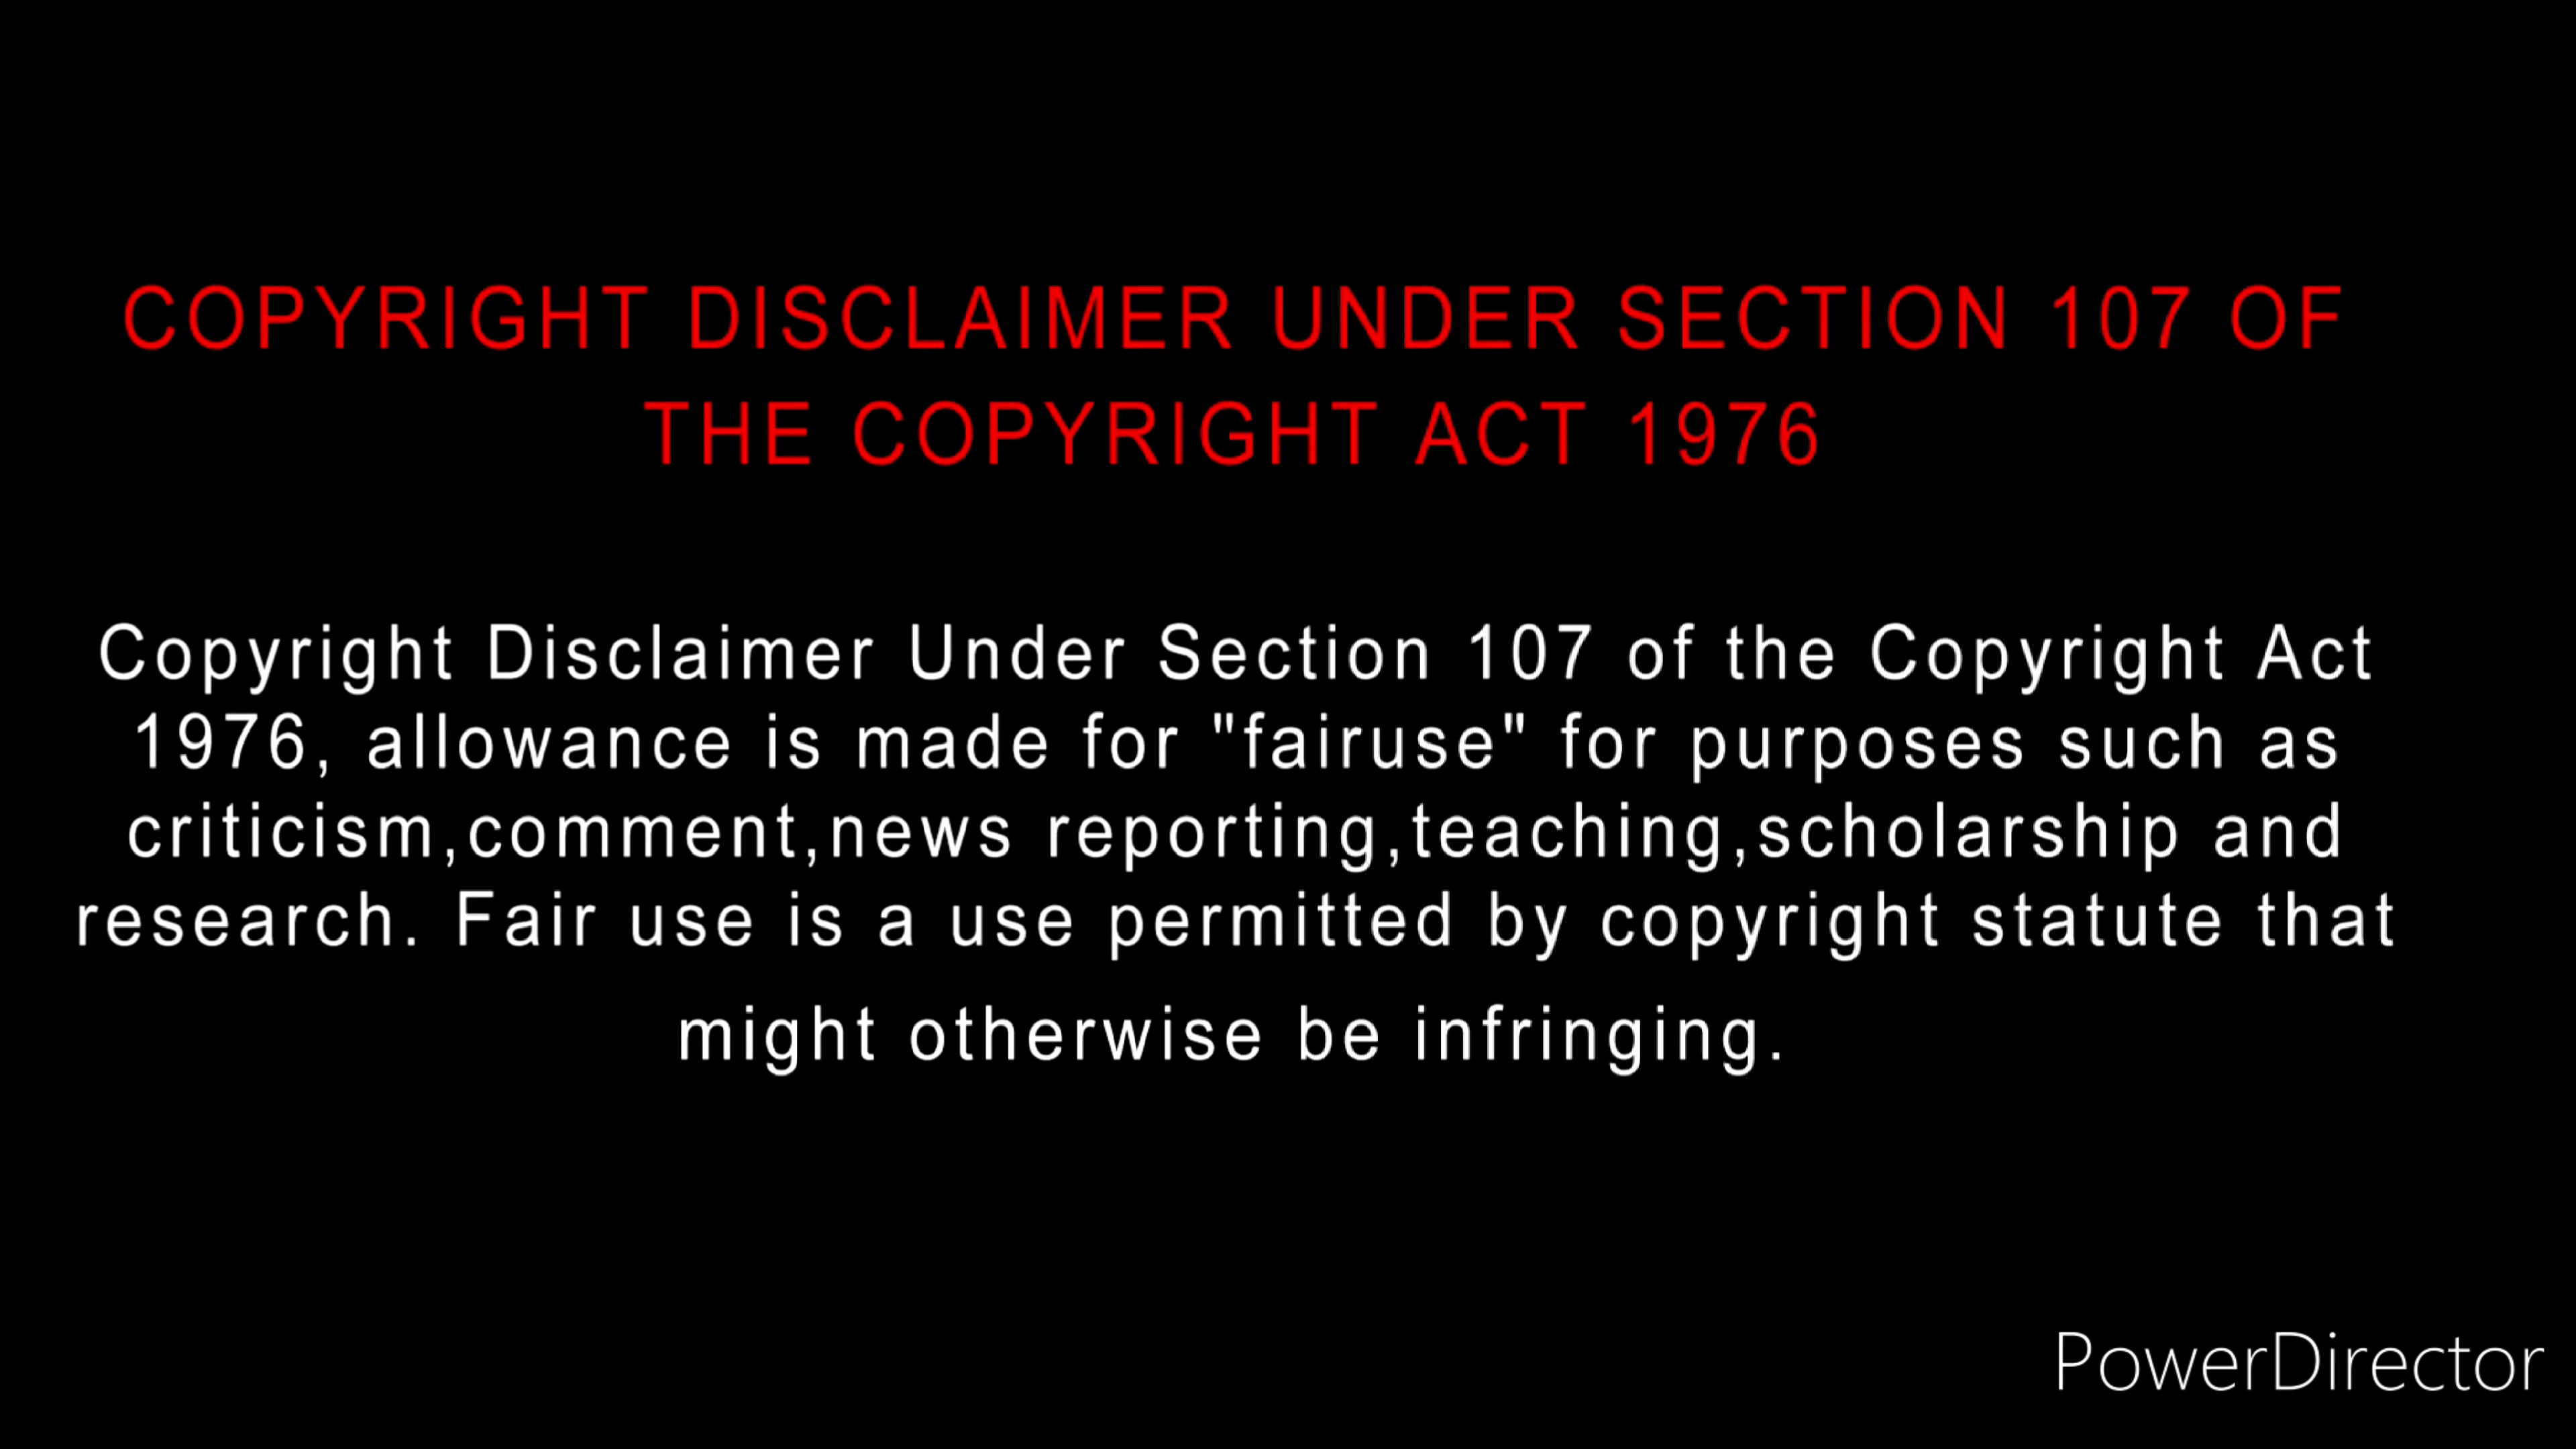 COPYRIGHT DISCLAIMER UNDER SECTION 107 OF
THE COPYRIGHT ACT 1976
Copyright Disclaimer Under Section 107 of the Copyright Act
1976, allowance is made for "fairuse" for purposes such as
criticism,comment,news reporting,teaching,scholarship and
research. Fair use is a use permitted by copyright statute that
might otherwise be infringing.
PowerDirector